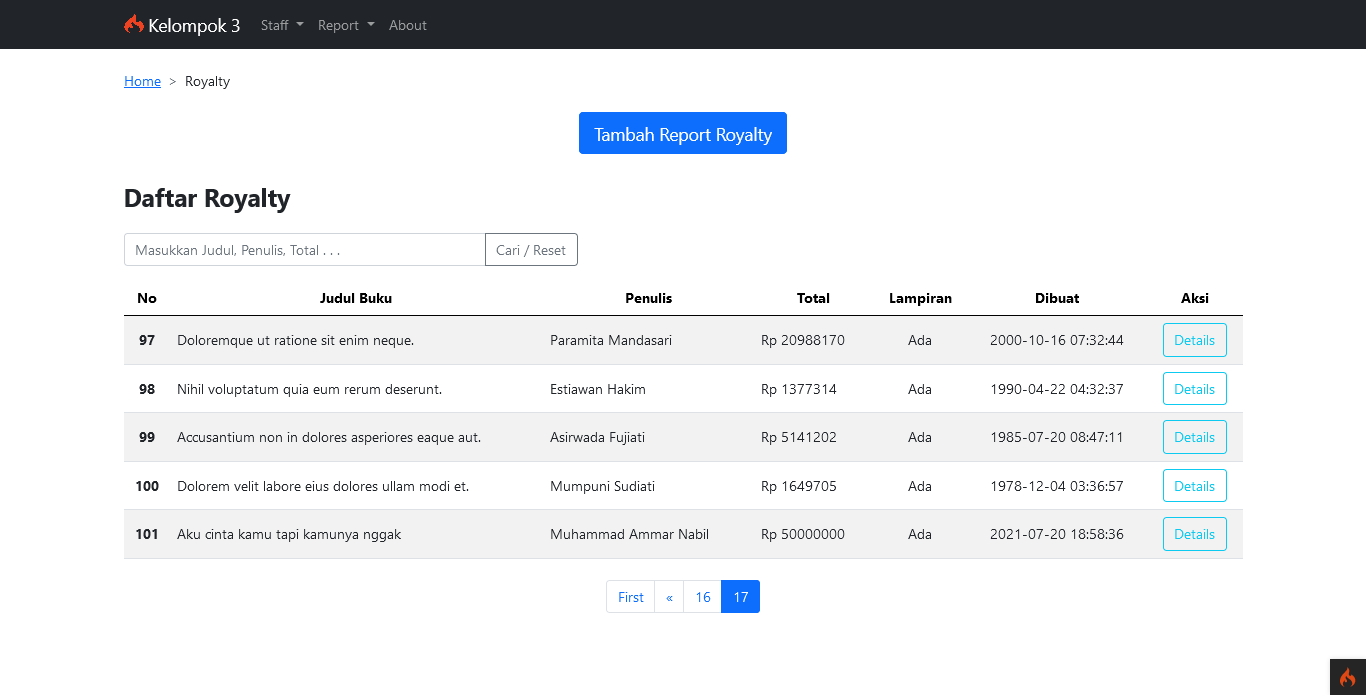 Kelompok 3 Staff Report About
Home > Royalty
Tambah Report Royalty
Daftar Royalty
Masukkan Judul, Penulis, Total . . . Cari / Reset
No Judul Buku Penulis Total Lampiran Dibuat Aksi
97 Doloremque ut ratione sit enim neque. Paramita Mandasari Rp 20988170 Ada 2000-10-16 07:32:44 Details
98 Nihil voluptatum quia eum rerum deserunt. Estiawan Hakim Rp 1377314 Ada 1990-04-22 04:32:37 Details
99 Accusantium non in dolores asperiores eaque aut. Asirwada Fujiati Rp 5141202 Ada 1985-07-20 08:47:11 Details
100 Dolorem velit labore eius dolores ullam modi et. Mumpuni Sudiati Rp 1649705 Ada 1978-12-04 03:36:57 Details
101 Aku cinta kamu tapi kamunya nggak Muhammad Ammar Nabil Rp 50000000 Ada 2021-07-20 18:58:36 Details
First « 16 17